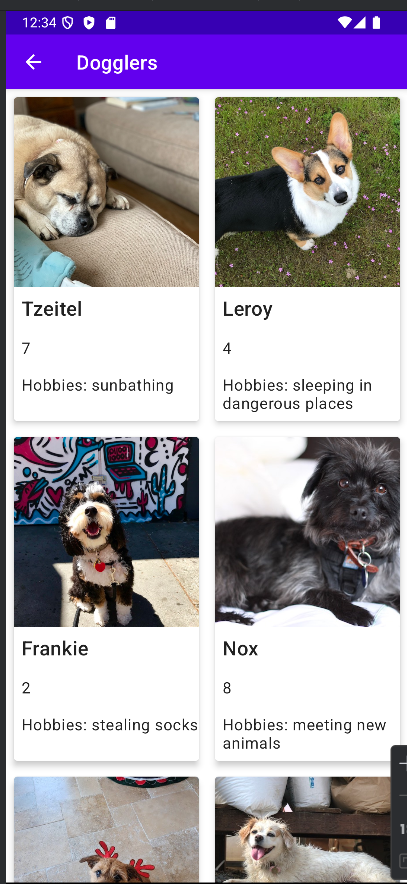 12:34
Dogglers
Tzeitel
7
Hobbies: sunbathing
Leroy
4
Hobbies: sleeping in
dangerous places
Frankie
2
Hobbies: stealing socks
Nox
8
Hobbies: meeting new
animals
1